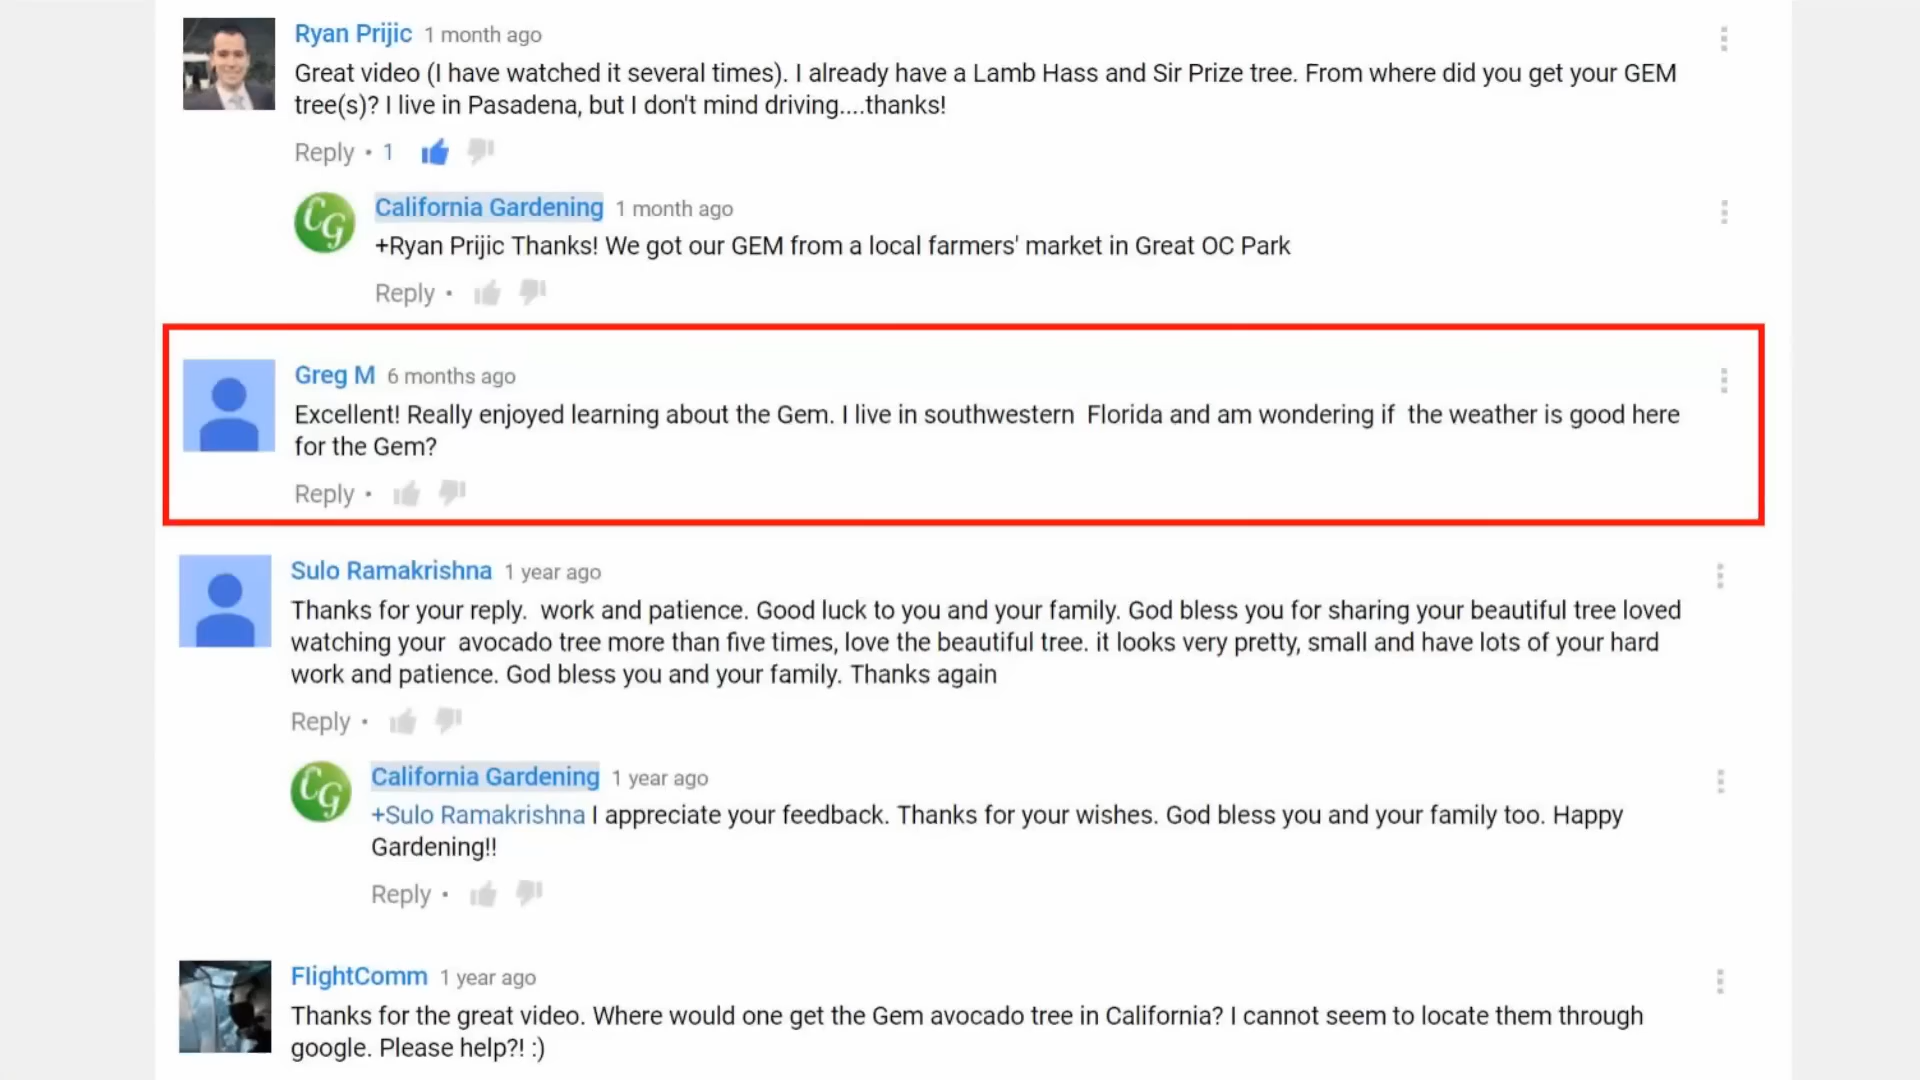 Ryan Prijic 1 month ago
Great video (I have watched it several times). I already have a Lamb Hass and Sir Prize tree. From where did you get your GEM
tree(s)? I live in Pasadena, but I don't mind driving....thanks!
Reply • 1
CG
California Gardening 1 month ago
+Ryan Prijic Thanks! We got our GEM from a local farmers' market in Great OC Park
Reply •
Greg M 6 months ago
Excellent! Really enjoyed learning about the Gem. I live in southwestern  Florida and am wondering if  the weather is good here
for the Gem?
Reply •
Sulo Ramakrishna 1 year ago
Thanks for your reply.  work and patience. Good luck to you and your family. God bless you for sharing your beautiful tree loved
watching your  avocado tree more than five times, love the beautiful tree. it looks very pretty, small and have lots of your hard
work and patience. God bless you and your family. Thanks again
Reply •
CG
California Gardening 1 year ago
+Sulo Ramakrishna I appreciate your feedback. Thanks for your wishes. God bless you and your family too. Happy
Gardening!!
Reply •
FlightComm 1 year ago
Thanks for the great video. Where would one get the Gem avocado tree in California? I cannot seem to locate them through
google. Please help?! :)